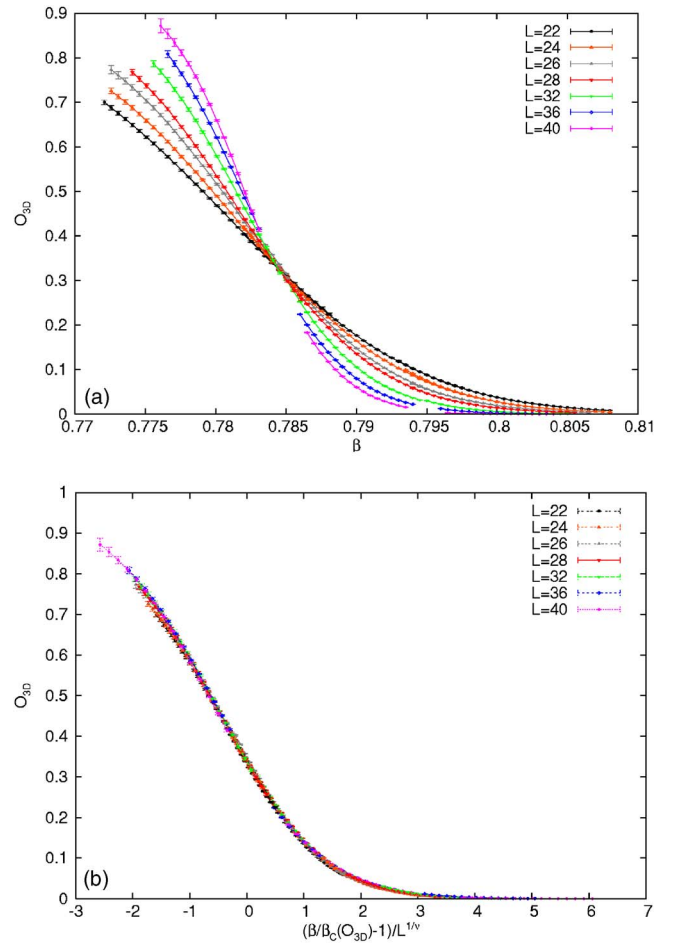 0.9
0.8
0.7
0.6
0.5
0.4
0.3
0.2
0.1
0
O3D
L=22
L=24
L=26
L=28
L=32
L=36
L=40
(a)
0.77 0.775 0.78 0.785 0.79 0.795 0.8 0.805 0.81
β
1
0.9
0.8
0.7
0.6
0.5
0.4
0.3
0.2
0.1
0
O3D
L=22
L=24
L=26
L=28
L=32
L=36
L=40
(b)
-3 -2 -1 0 1 2 3 4 5 6 7
(β/βC(O3D)-1)/L^1/ν